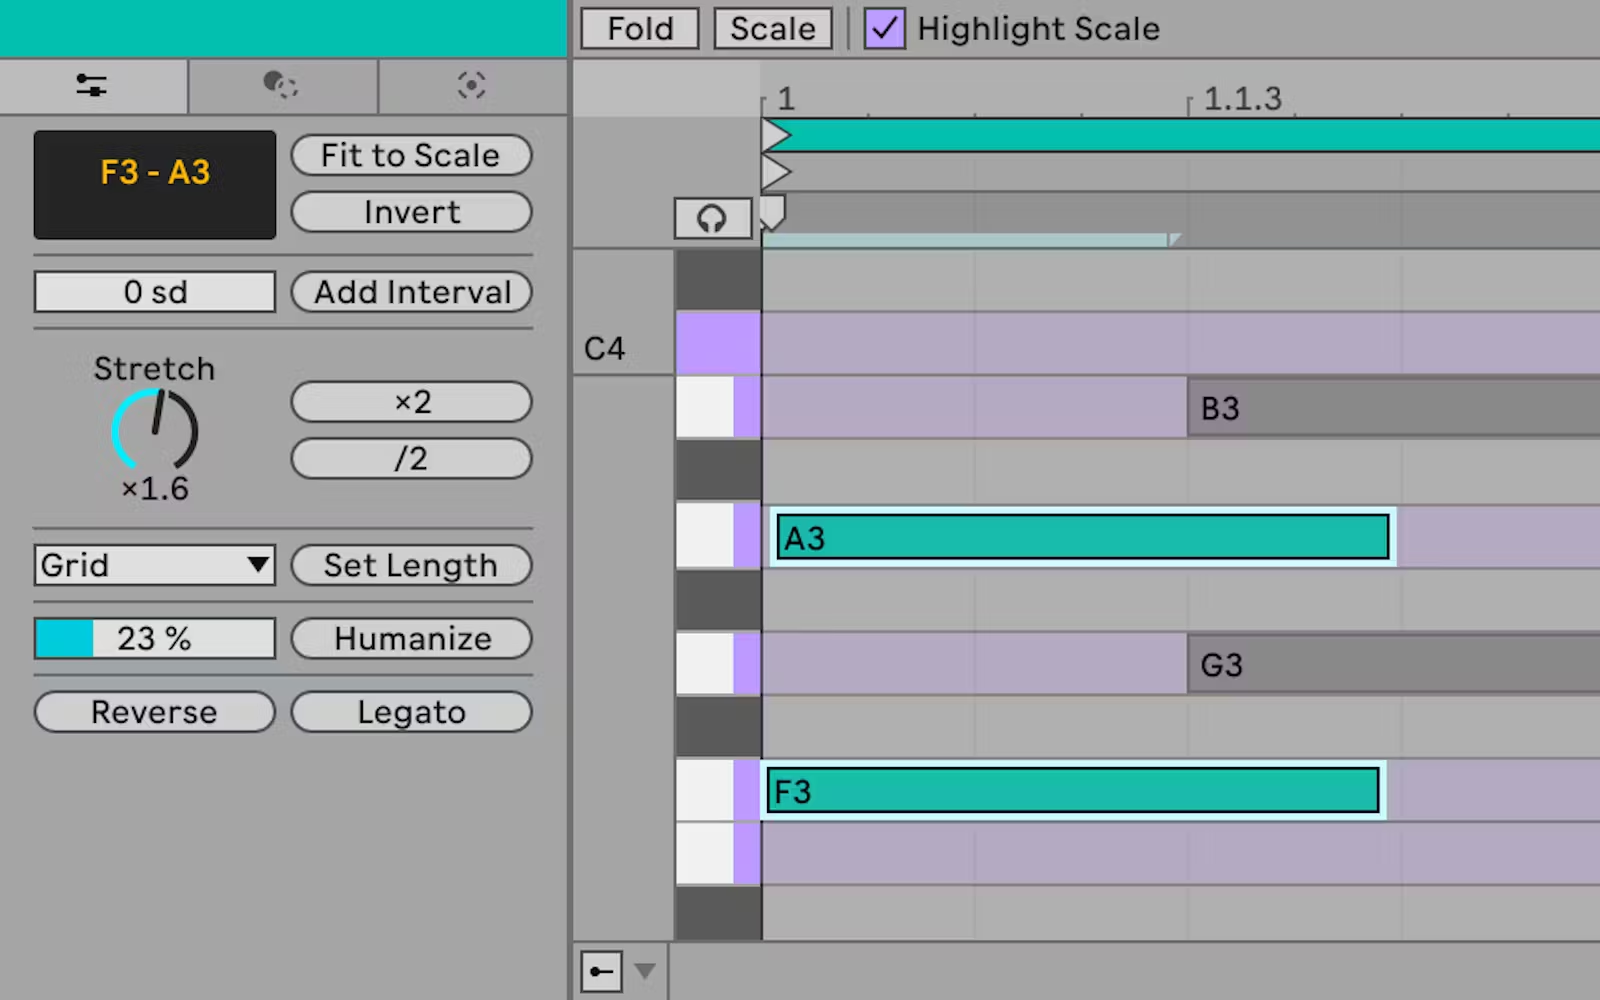 Fold Scale Highlight Scale
1 1.1.3
F3 - A3 Fit to Scale
Invert
0 sd Add Interval
Stretch
×2
/2
×1.6
Grid Set Length
23 % Humanize
Reverse Legato
C4
B3
A3
G3
F3